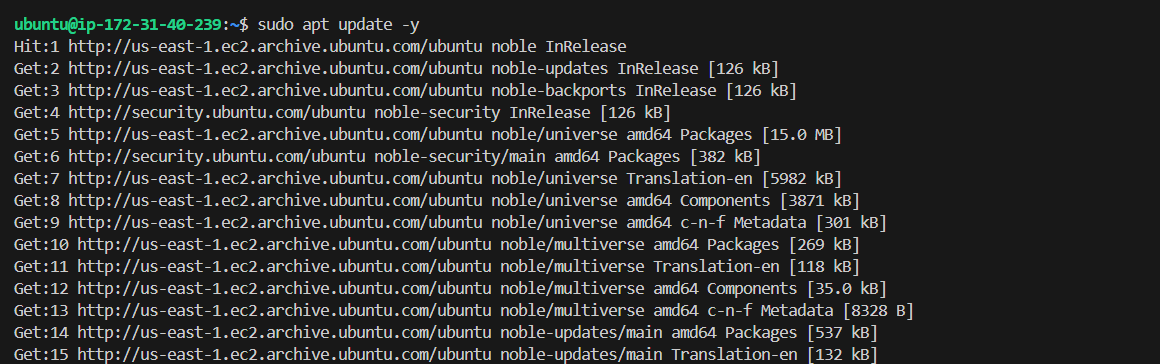 ubuntu@ip-172-31-40-239:~$ sudo apt update -y
Hit:1 http://us-east-1.ec2.archive.ubuntu.com/ubuntu noble InRelease
Get:2 http://us-east-1.ec2.archive.ubuntu.com/ubuntu noble-updates InRelease [126 kB]
Get:3 http://us-east-1.ec2.archive.ubuntu.com/ubuntu noble-backports InRelease [126 kB]
Get:4 http://security.ubuntu.com/ubuntu noble-security InRelease [126 kB]
Get:5 http://us-east-1.ec2.archive.ubuntu.com/ubuntu noble/universe amd64 Packages [15.0 MB]
Get:6 http://security.ubuntu.com/ubuntu noble-security/main amd64 Packages [382 kB]
Get:7 http://us-east-1.ec2.archive.ubuntu.com/ubuntu noble/universe Translation-en [5982 kB]
Get:8 http://us-east-1.ec2.archive.ubuntu.com/ubuntu noble/universe amd64 Components [3871 kB]
Get:9 http://us-east-1.ec2.archive.ubuntu.com/ubuntu noble/universe amd64 c-n-f Metadata [301 kB]
Get:10 http://us-east-1.ec2.archive.ubuntu.com/ubuntu noble/multiverse amd64 Packages [269 kB]
Get:11 http://us-east-1.ec2.archive.ubuntu.com/ubuntu noble/multiverse Translation-en [118 kB]
Get:12 http://us-east-1.ec2.archive.ubuntu.com/ubuntu noble/multiverse amd64 Components [35.0 kB]
Get:13 http://us-east-1.ec2.archive.ubuntu.com/ubuntu noble/multiverse amd64 c-n-f Metadata [8328 B]
Get:14 http://us-east-1.ec2.archive.ubuntu.com/ubuntu noble-updates/main amd64 Packages [537 kB]
Get:15 http://us-east-1.ec2.archive.ubuntu.com/ubuntu noble-updates/main Translation-en [132 kB]